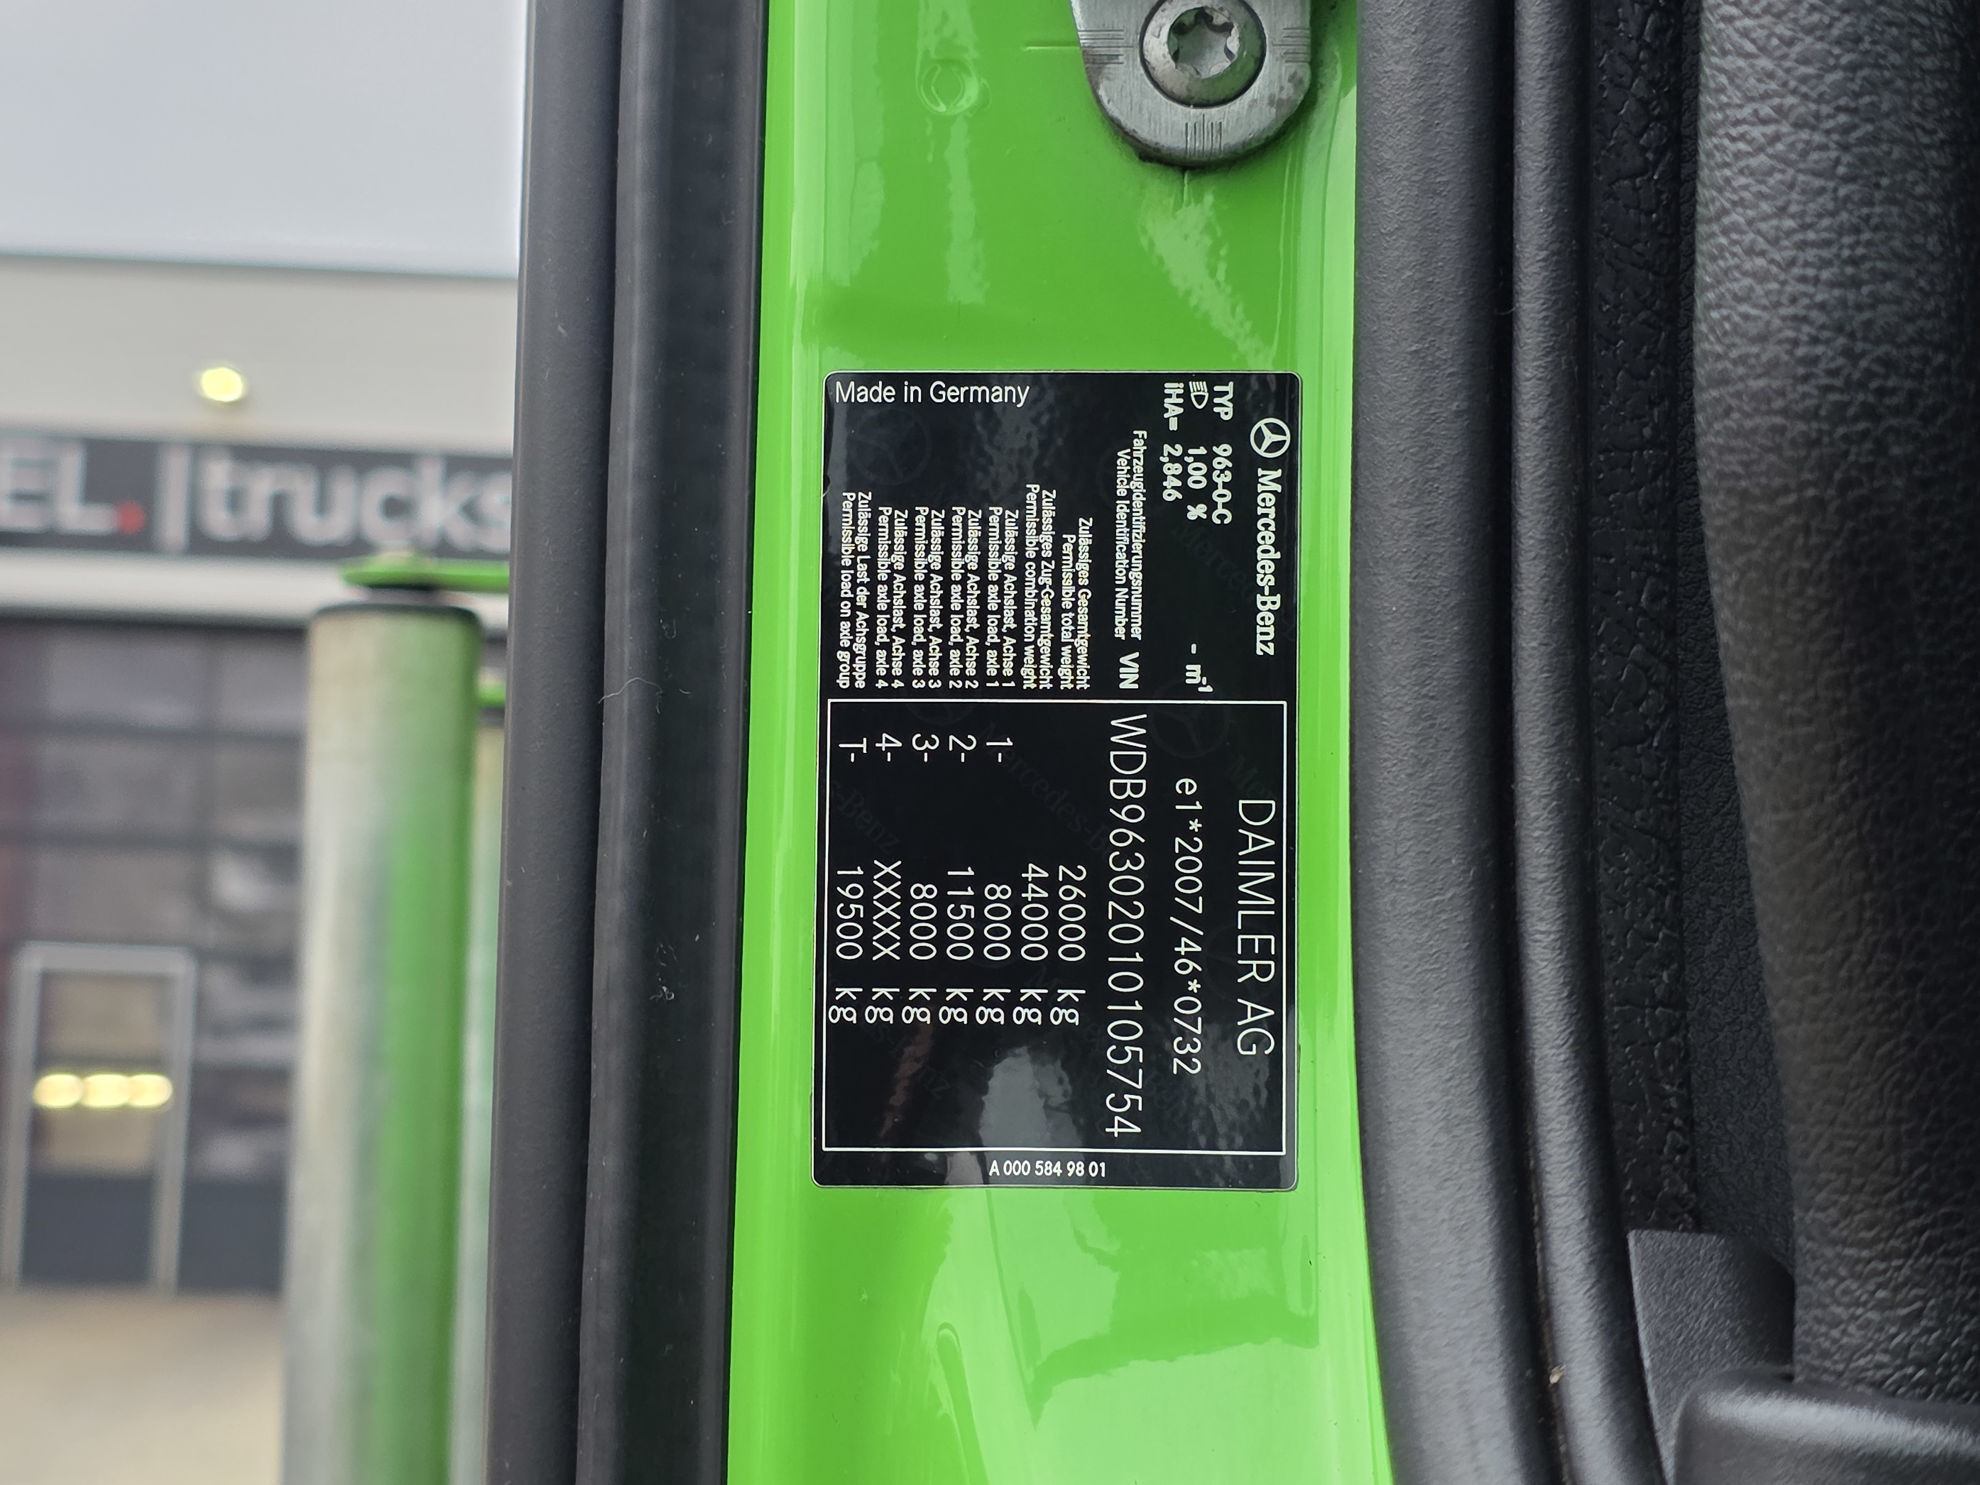 EL. | trucks
Mercedes-Benz
TYP 963-0-C
1,00 % - m⁻¹
iHA= 2,846
Fahrzeugidentifizierungsnummer
Vehicle Identification Number VIN
Zulässiges Gesamtgewicht
Permissible total weight
Zulässiges Zug-Gesamtgewicht
Permissible combination weight
Zulässige Achslast, Achse 1
Permissible axle load, axle 1
Zulässige Achslast, Achse 2
Permissible axle load, axle 2
Zulässige Achslast, Achse 3
Permissible axle load, axle 3
Zulässige Achslast, Achse 4
Permissible axle load, axle 4
Zulässige Last der Achsgruppe
Permissible load on axle group
Made in Germany
DAIMLER AG
e1*2007/46*0732
WDB96302010105754
26000 kg
44000 kg
1- 8000 kg
2- 11500 kg
3- 8000 kg
4- XXXXX kg
T- 19500 kg
A 000 584 98 01